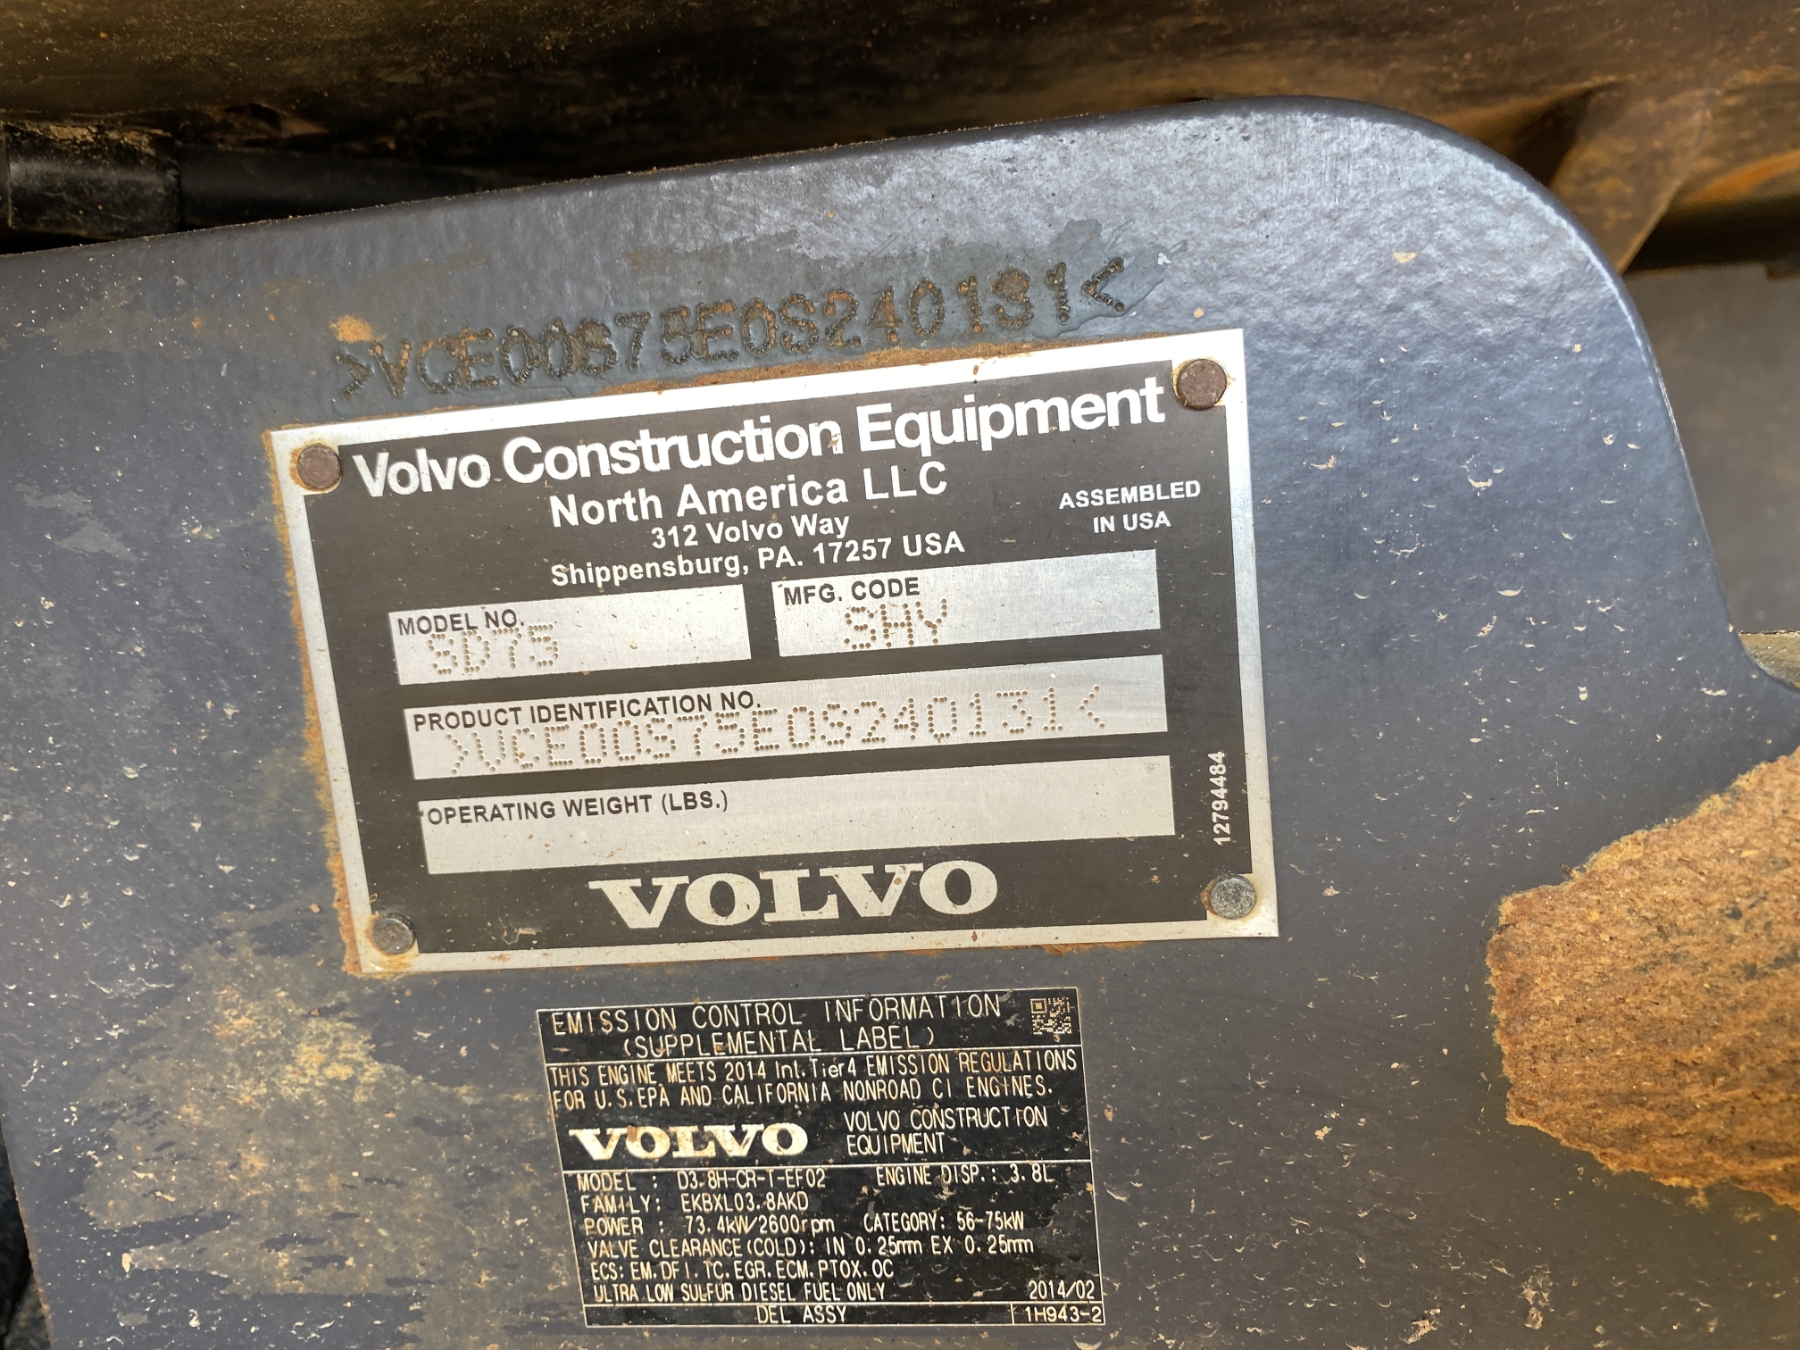 >VCE00S75E0S240131<
Volvo Construction Equipment
North America LLC
312 Volvo Way
Shippensburg, PA. 17257 USA
ASSEMBLED
IN USA
MODEL NO.
SD75
MFG. CODE
SHY
PRODUCT IDENTIFICATION NO.
>VCE00S75E0S240131<
OPERATING WEIGHT (LBS.)
12794484
VOLVO
EMISSION CONTROL INFORMATION
(SUPPLEMENTAL LABEL)
THIS ENGINE MEETS 2014 Int.Tier4 EMISSION REGULATIONS
FOR U.S.EPA AND CALIFORNIA NONROAD CI ENGINES.
VOLVO
VOLVO CONSTRUCTION
EQUIPMENT
MODEL : D3.8H-CR-T-EF02 ENGINE DISP.: 3.8L
FAMILY: EKBXL03.8AKD
POWER : 73.4kW/2600rpm CATEGORY: 56-75kW
VALVE CLEARANCE(COLD): IN 0.25mm EX 0.25mm
ECS: EM.DFI.TC.EGR.ECM.PTOX.OC
ULTRA LOW SULFUR DIESEL FUEL ONLY 2014/02
DEL ASSY 1H943-2